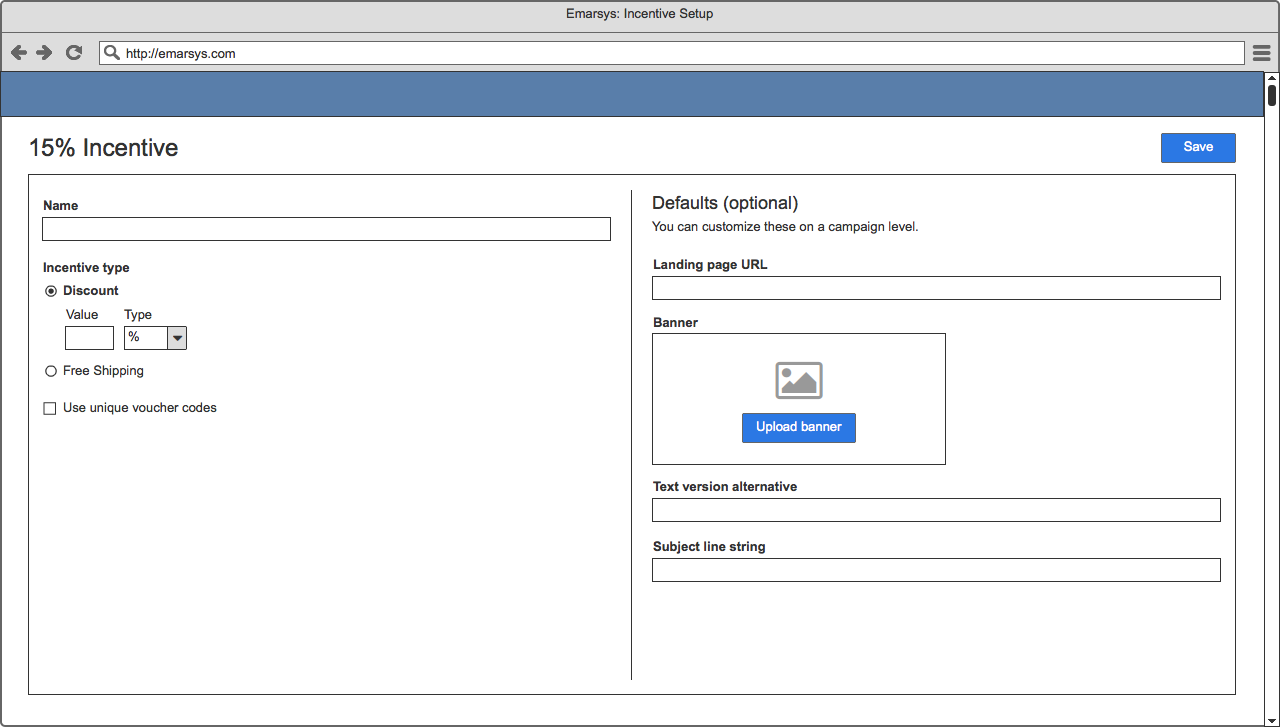 Emarsys: Incentive Setup
http://emarsys.com
15% Incentive
Save
Name
Incentive type
Discount
Value Type
%
Free Shipping
Use unique voucher codes
Defaults (optional)
You can customize these on a campaign level.
Landing page URL
Banner
Upload banner
Text version alternative
Subject line string